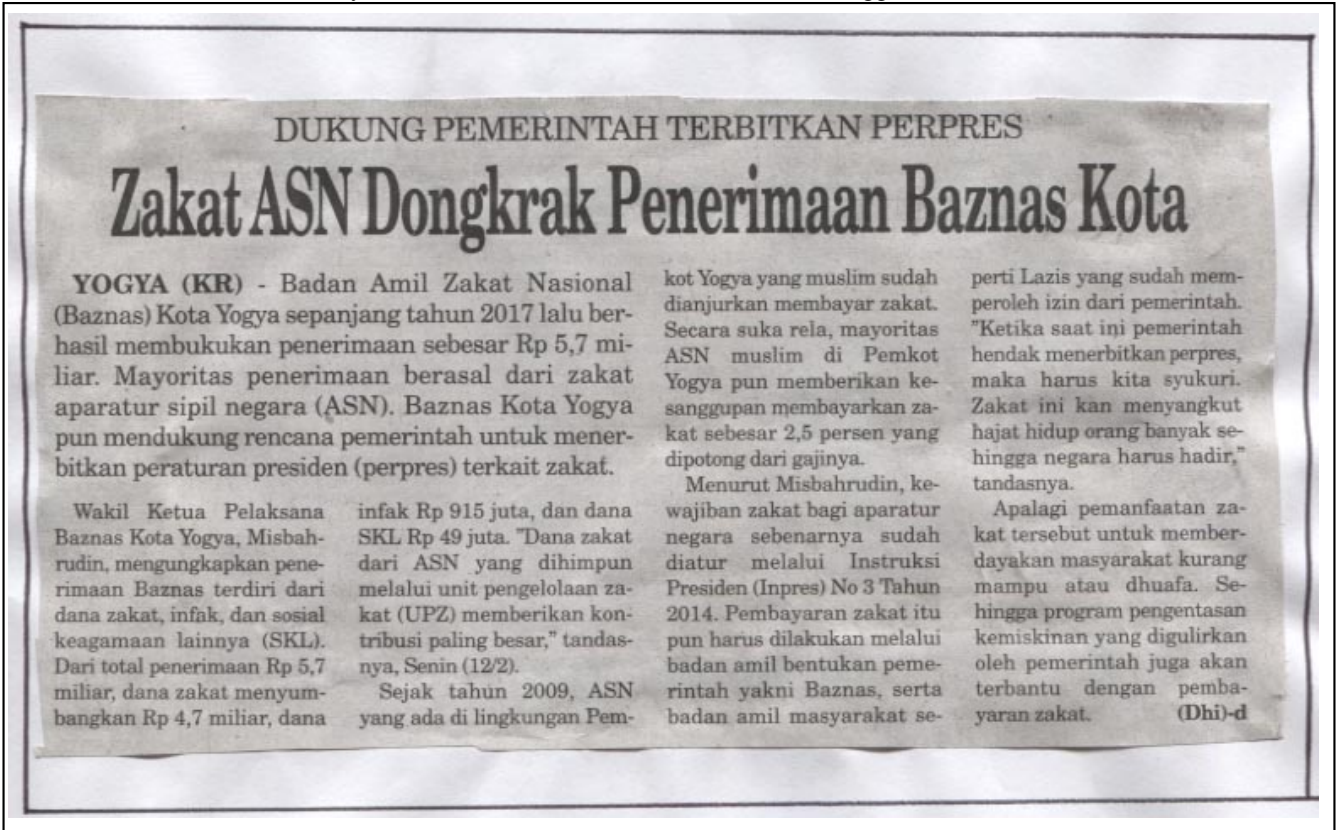 DUKUNG PEMERINTAH TERBITKAN PERPRES
Zakat ASN Dongkrak Penerimaan Baznas Kota
YOGYA (KR) - Badan Amil Zakat Nasional
(Baznas) Kota Yogya sepanjang tahun 2017 lalu ber-
hasil membukukan penerimaan sebesar Rp 5,7 mi-
liar. Mayoritas penerimaan berasal dari zakat
aparatur sipil negara (ASN). Baznas Kota Yogya
pun mendukung rencana pemerintah untuk mener-
bitkan peraturan presiden (perpres) terkait zakat.
Wakil Ketua Pelaksana
Baznas Kota Yogya, Misbah-
rudin, mengungkapkan pene-
rimaan Baznas terdiri dari
dana zakat, infak, dan sosial
keagamaan lainnya (SKL).
Dari total penerimaan Rp 5,7
miliar, dana zakat menyum-
bangkan Rp 4,7 miliar, dana
infak Rp 915 juta, dan dana
SKL Rp 49 juta. "Dana zakat
dari ASN yang dihimpun
melalui unit pengelolaan za-
kat (UPZ) memberikan kon-
tribusi paling besar," tandas-
nya, Senin (12/2).
Sejak tahun 2009, ASN
yang ada di lingkungan Pem-
kot Yogya yang muslim sudah
dianjurkan membayar zakat.
Secara suka rela, mayoritas
ASN muslim di Pemkot
Yogya pun memberikan ke-
sanggupan membayarkan za-
kat sebesar 2,5 persen yang
dipotong dari gajinya.
Menurut Misbahrudin, ke-
wajiban zakat bagi aparatur
negara sebenarnya sudah
diatur melalui Instruksi
Presiden (Inpres) No 3 Tahun
2014. Pembayaran zakat itu
pun harus dilakukan melalui
badan amil bentukan peme-
rintah yakni Baznas, serta
badan amil masyarakat se-
perti Lazis yang sudah mem-
peroleh izin dari pemerintah.
"Ketika saat ini pemerintah
hendak menerbitkan perpres,
maka harus kita syukuri.
Zakat ini kan menyangkut
hajat hidup orang banyak se-
hingga negara harus hadir,"
tandasnya.
Apalagi pemanfaatan za-
kat tersebut untuk member-
dayakan masyarakat kurang
mampu atau dhuafa. Se-
hingga program pengentasan
kemiskinan yang digulirkan
oleh pemerintah juga akan
terbantu dengan pemba-
yaran zakat. (Dhi)-d